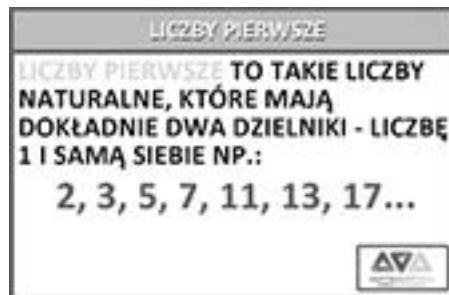 LICZBY PIERWSZE
LICZBY PIERWSZE TO TAKIE LICZBY
NATURALNE, KTÓRE MAJĄ
DOKŁADNIE DWA DZIELNIKI - LICZBĘ
1 I SAMĄ SIEBIE NP.:
2, 3, 5, 7, 11, 13, 17...